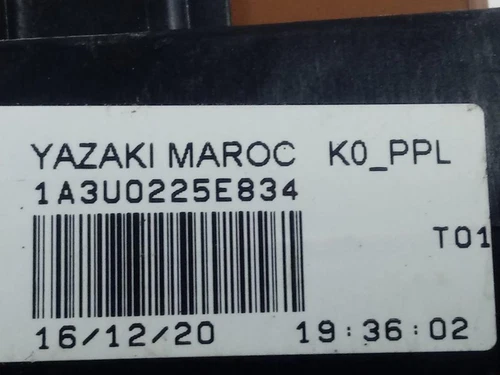 YAZAKI MAROC K0_PPL
1A3U0225E834
T01
16/12/20 19:36:02